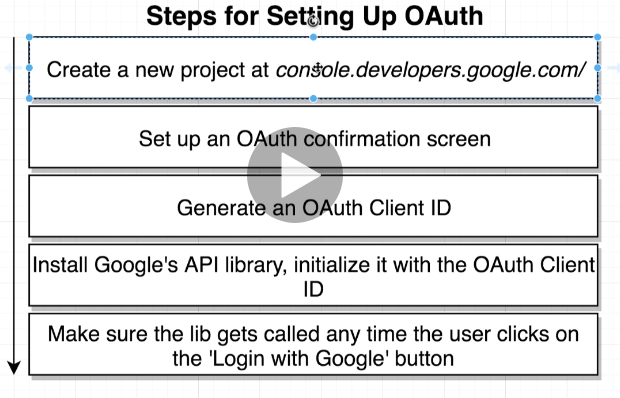 Steps for Setting Up OAuth
Create a new project at console.developers.google.com/
Set up an OAuth confirmation screen
Generate an OAuth Client ID
Install Google's API library, initialize it with the OAuth Client
ID
Make sure the lib gets called any time the user clicks on
the 'Login with Google' button